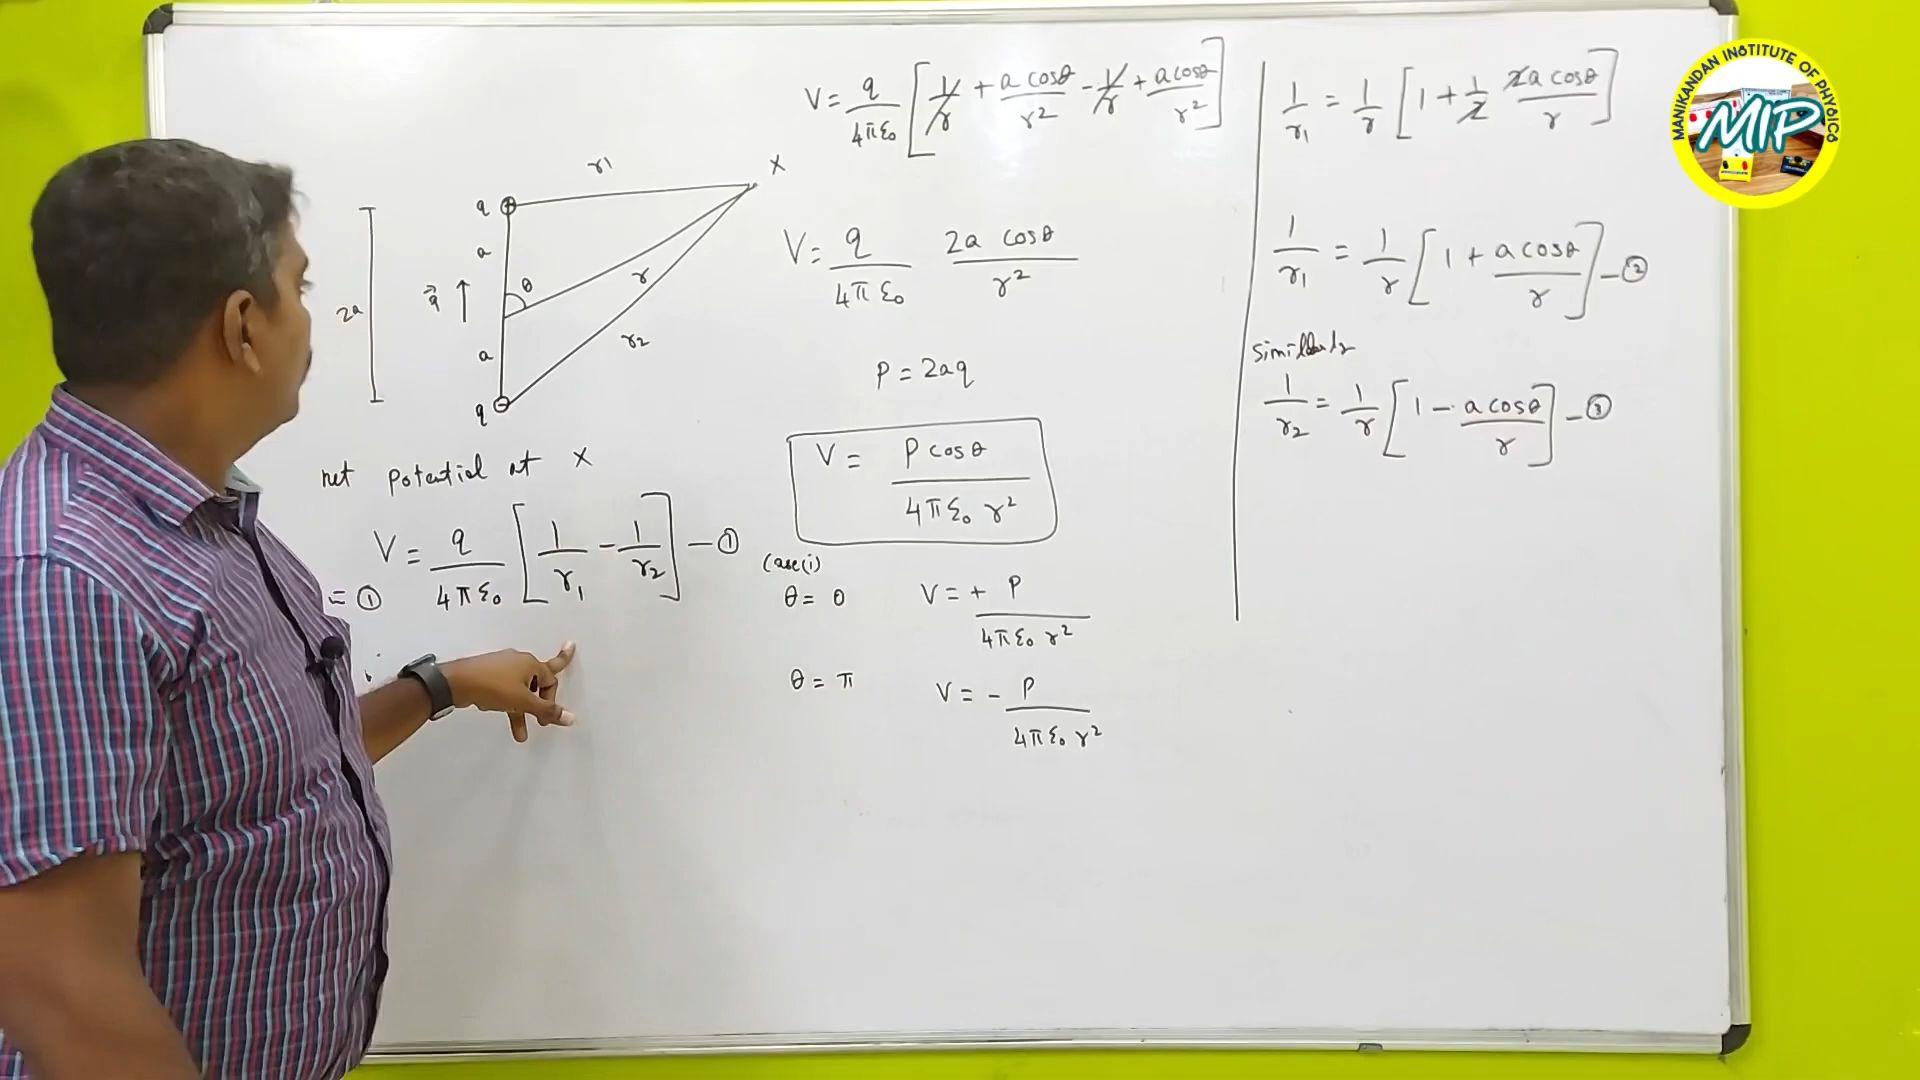 q r1 X
a
2a p⃗ θ r
a r2
q
net Potential at X
V = q/4πε₀ [1/r₁ − 1/r₂] — ①
= ①
V = q/4πε₀ [1/r + a cosθ/r² − 1/r + a cosθ/r²]
V = q/4πε₀ 2a cosθ/r²
P = 2aq
V = P cosθ/4πε₀ r²
Case(i)
θ = 0 V = + P/4πε₀ r²
θ = π V = − P/4πε₀ r²
1/r₁ = 1/r [1 + 1/2 2a cosθ/r]
1/r₁ = 1/r [1 + a cosθ/r] — ②
1/r₂ = 1/r [1 − a cosθ/r] — ③
MANIKANDAN INSTITUTE OF PHYSICS
MIP